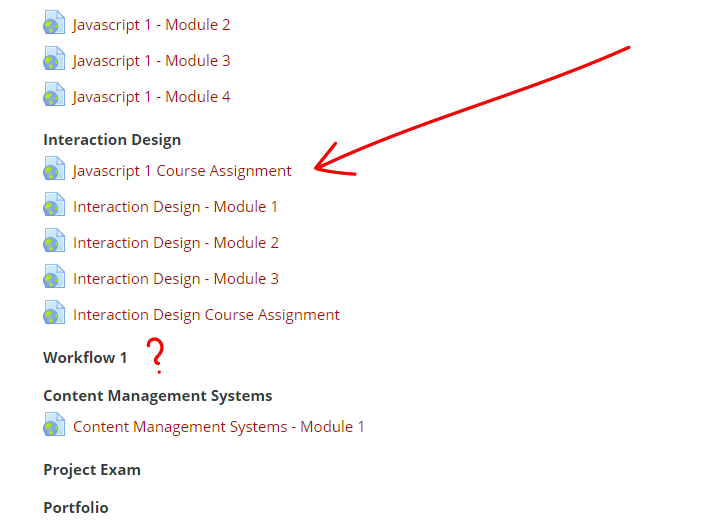 Javascript 1 - Module 2
Javascript 1 - Module 3
Javascript 1 - Module 4
Interaction Design
Javascript 1 Course Assignment
Interaction Design - Module 1
Interaction Design - Module 2
Interaction Design - Module 3
Interaction Design Course Assignment
Workflow 1 ?
Content Management Systems
Content Management Systems - Module 1
Project Exam
Portfolio